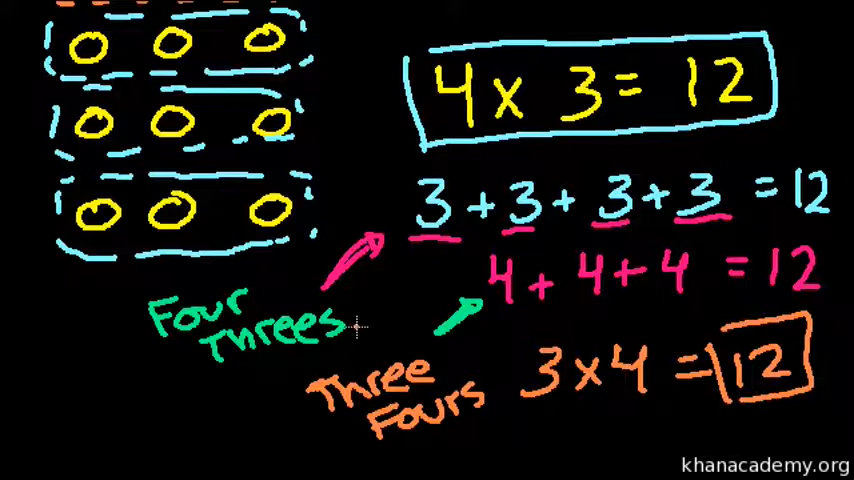 4 x 3 = 12
3 + 3 + 3 + 3 = 12
4 + 4 + 4 = 12
Four
Threes
Three
Fours
3 x 4 = 12
khanacademy.org